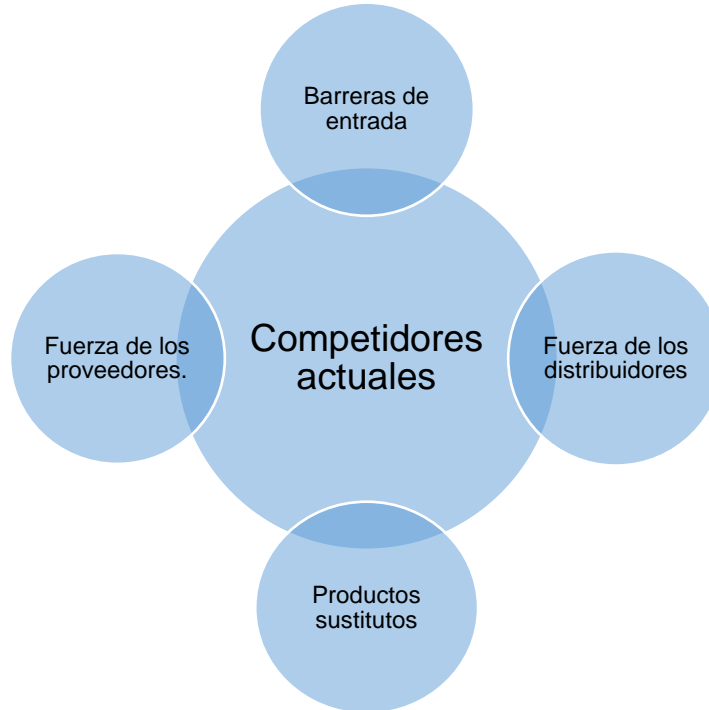 Barreras de
entrada
Fuerza de los
proveedores.
Competidores
actuales
Fuerza de los
distribuidores
Productos
sustitutos